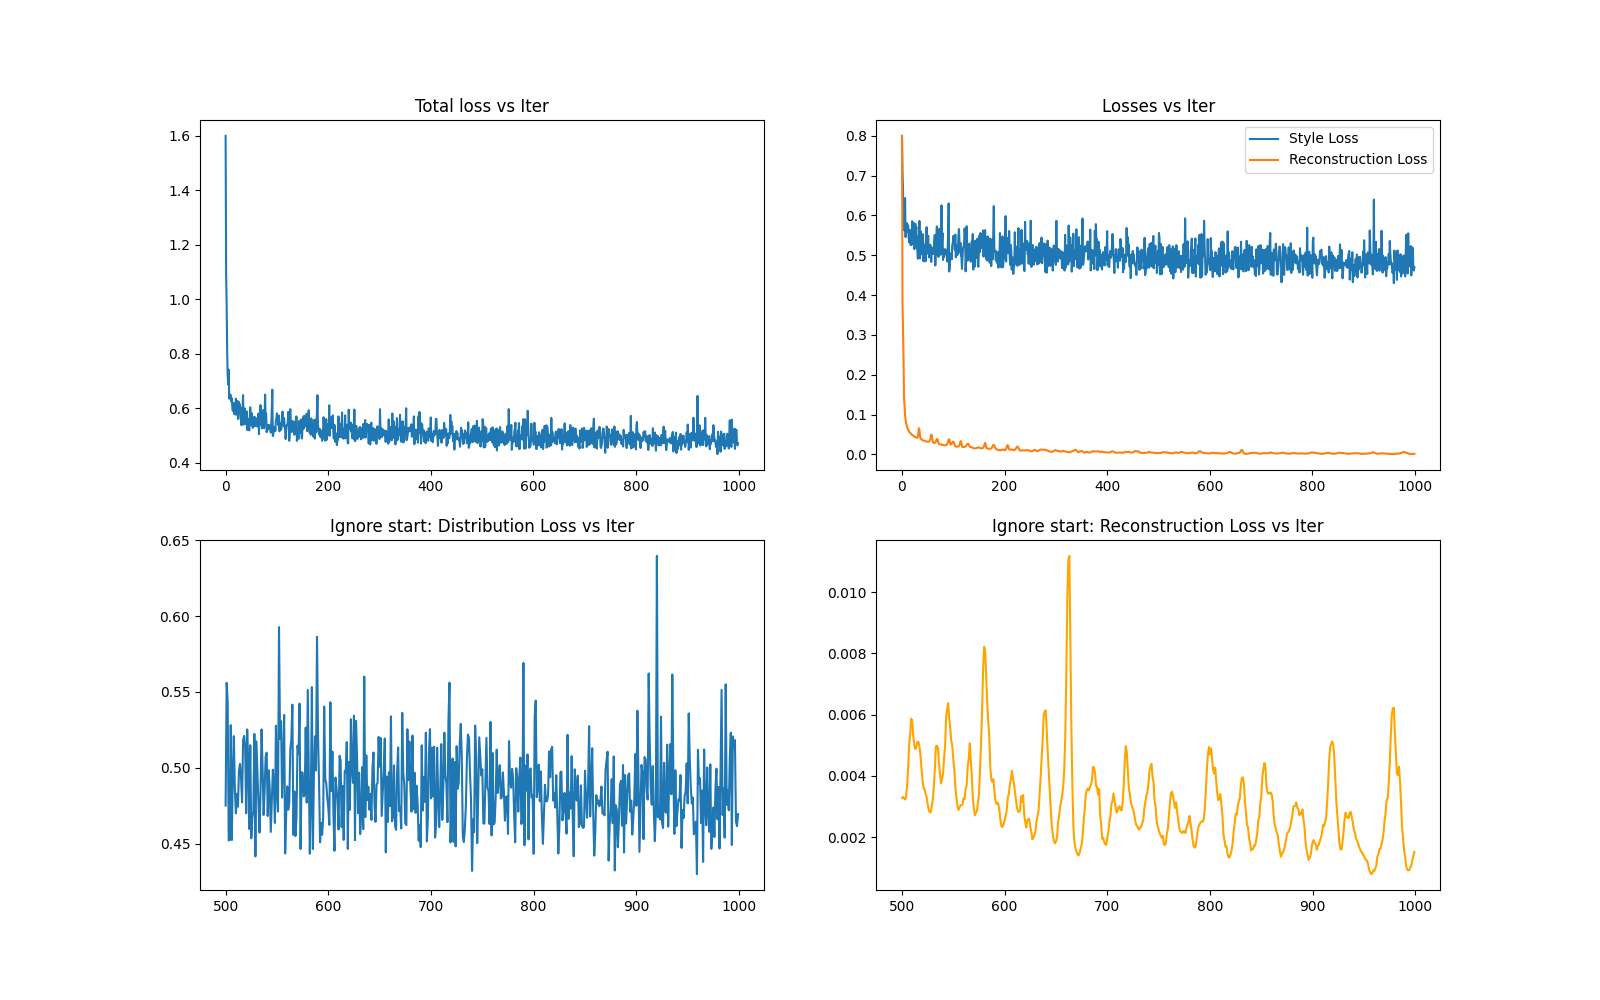 Total loss vs Iter
1.6
1.4
1.2
1.0
0.8
0.6
0.4
0 200 400 600 800 1000
Losses vs Iter
Style Loss
Reconstruction Loss
0.8
0.7
0.6
0.5
0.4
0.3
0.2
0.1
0.0
0 200 400 600 800 1000
Ignore start: Distribution Loss vs Iter
0.65
0.60
0.55
0.50
0.45
500 600 700 800 900 1000
Ignore start: Reconstruction Loss vs Iter
0.010
0.008
0.006
0.004
0.002
500 600 700 800 900 1000